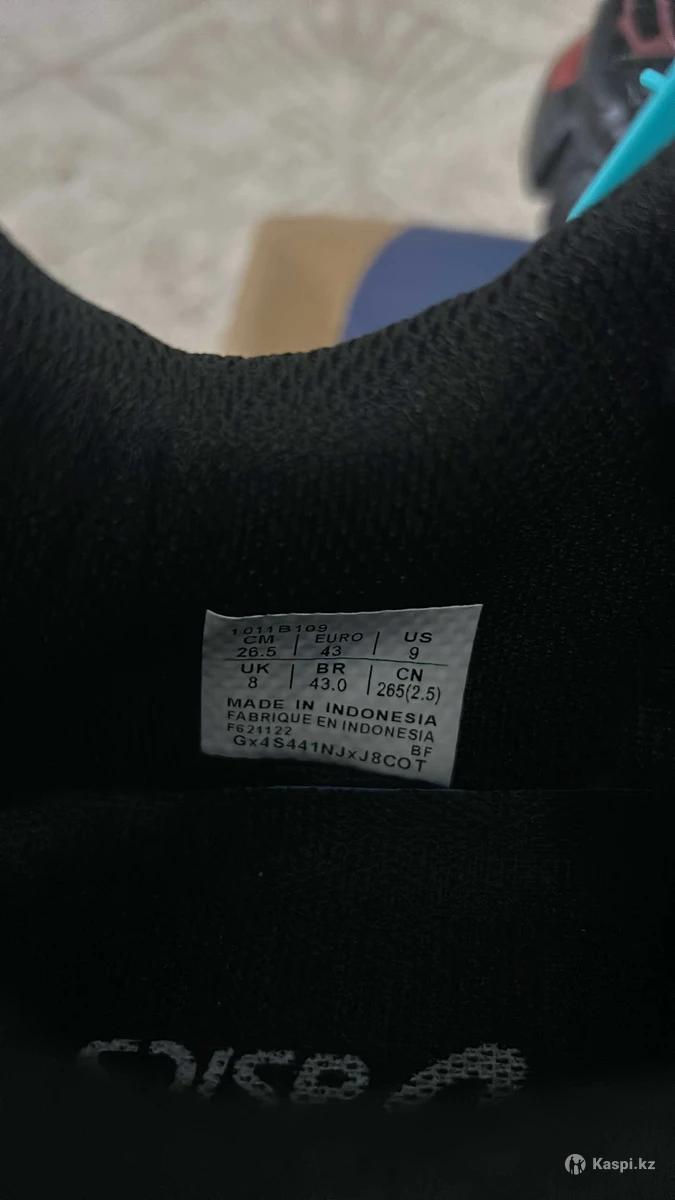 1011B109
CM | EURO | US
26.5 | 43 | 9
UK | BR | CN
8 | 43.0 | 265(2.5)
MADE IN INDONESIA
FABRIQUE EN INDONESIA
F621122 BF
Gx4S441NJxJ8COT
asics
Kaspi.kz